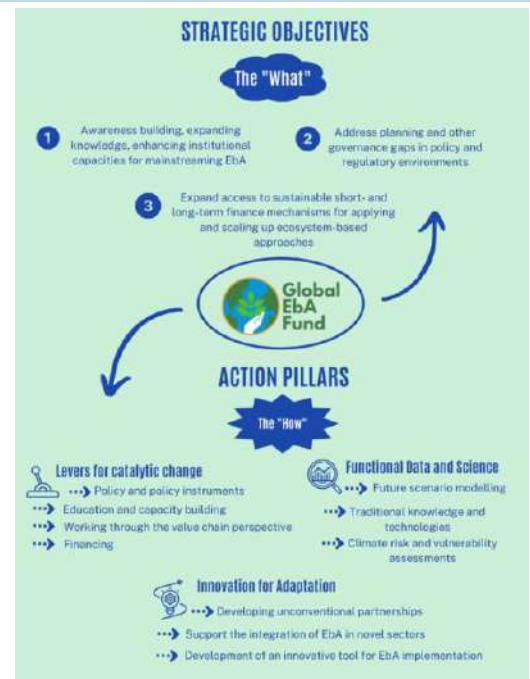 STRATEGIC OBJECTIVES
The "What"
1
Awareness building, expanding
knowledge, enhancing institutional
capacities for mainstreaming EbA
2
Address planning and other
governance gaps in policy and
regulatory environments
3
Expand access to sustainable short- and
long-term finance mechanisms for applying
and scaling up ecosystem-based
approaches
Global
EbA
Fund
ACTION PILLARS
The "How"
Levers for catalytic change
Policy and policy instruments
Education and capacity building
Working through the value chain perspective
Financing
Functional Data and Science
Future scenario modelling
Traditional knowledge and
technologies
Climate risk and vulnerability
assessments
Innovation for Adaptation
Developing unconventional partnerships
Support the integration of EbA in novel sectors
Development of an innovative tool for EbA implementation